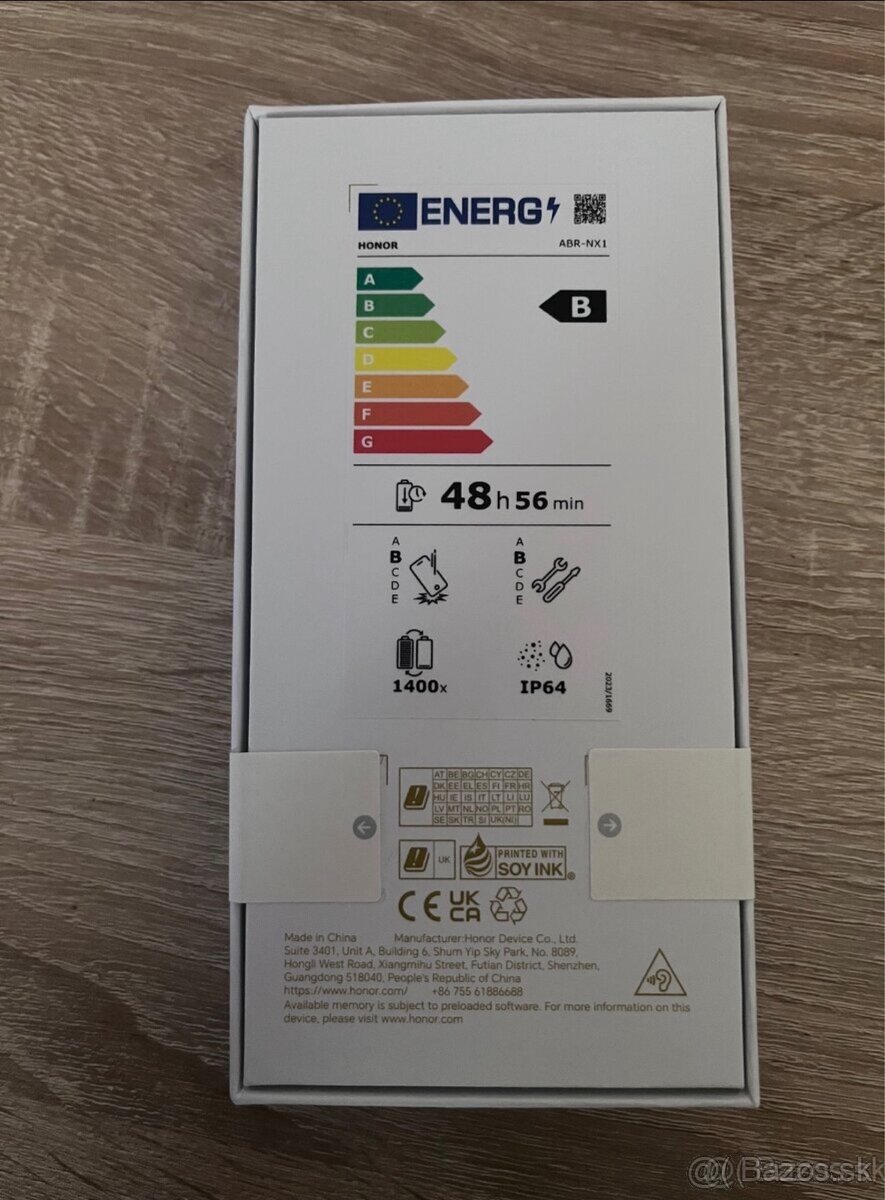 ENERG
HONOR ABR-NX1
A
B
B
C
D
E
F
G
48 h 56 min
A
B
C
D
E
A
B
C
D
E
1400x
IP64
2023/1669
AT BE BG CH CY CZ DE
DK EE EL ES FI FR HR
HU IE IS IT LT LI LU
LV MT NL NO PL PT RO
SE SK TR SI UK(NI)
UK
PRINTED WITH
SOY INK®
CE UK
CA
Made in China Manufacturer:Honor Device Co., Ltd.
Suite 3401, Unit A, Building 6, Shum Yip Sky Park, No. 8089,
Hongli West Road, Xiangmihu Street, Futian District, Shenzhen,
Guangdong 518040, People's Republic of China
https://www.honor.com/ +86 755 61886688
Available memory is subject to preloaded software. For more information on this
device, please visit www.honor.com
Bazos.sk